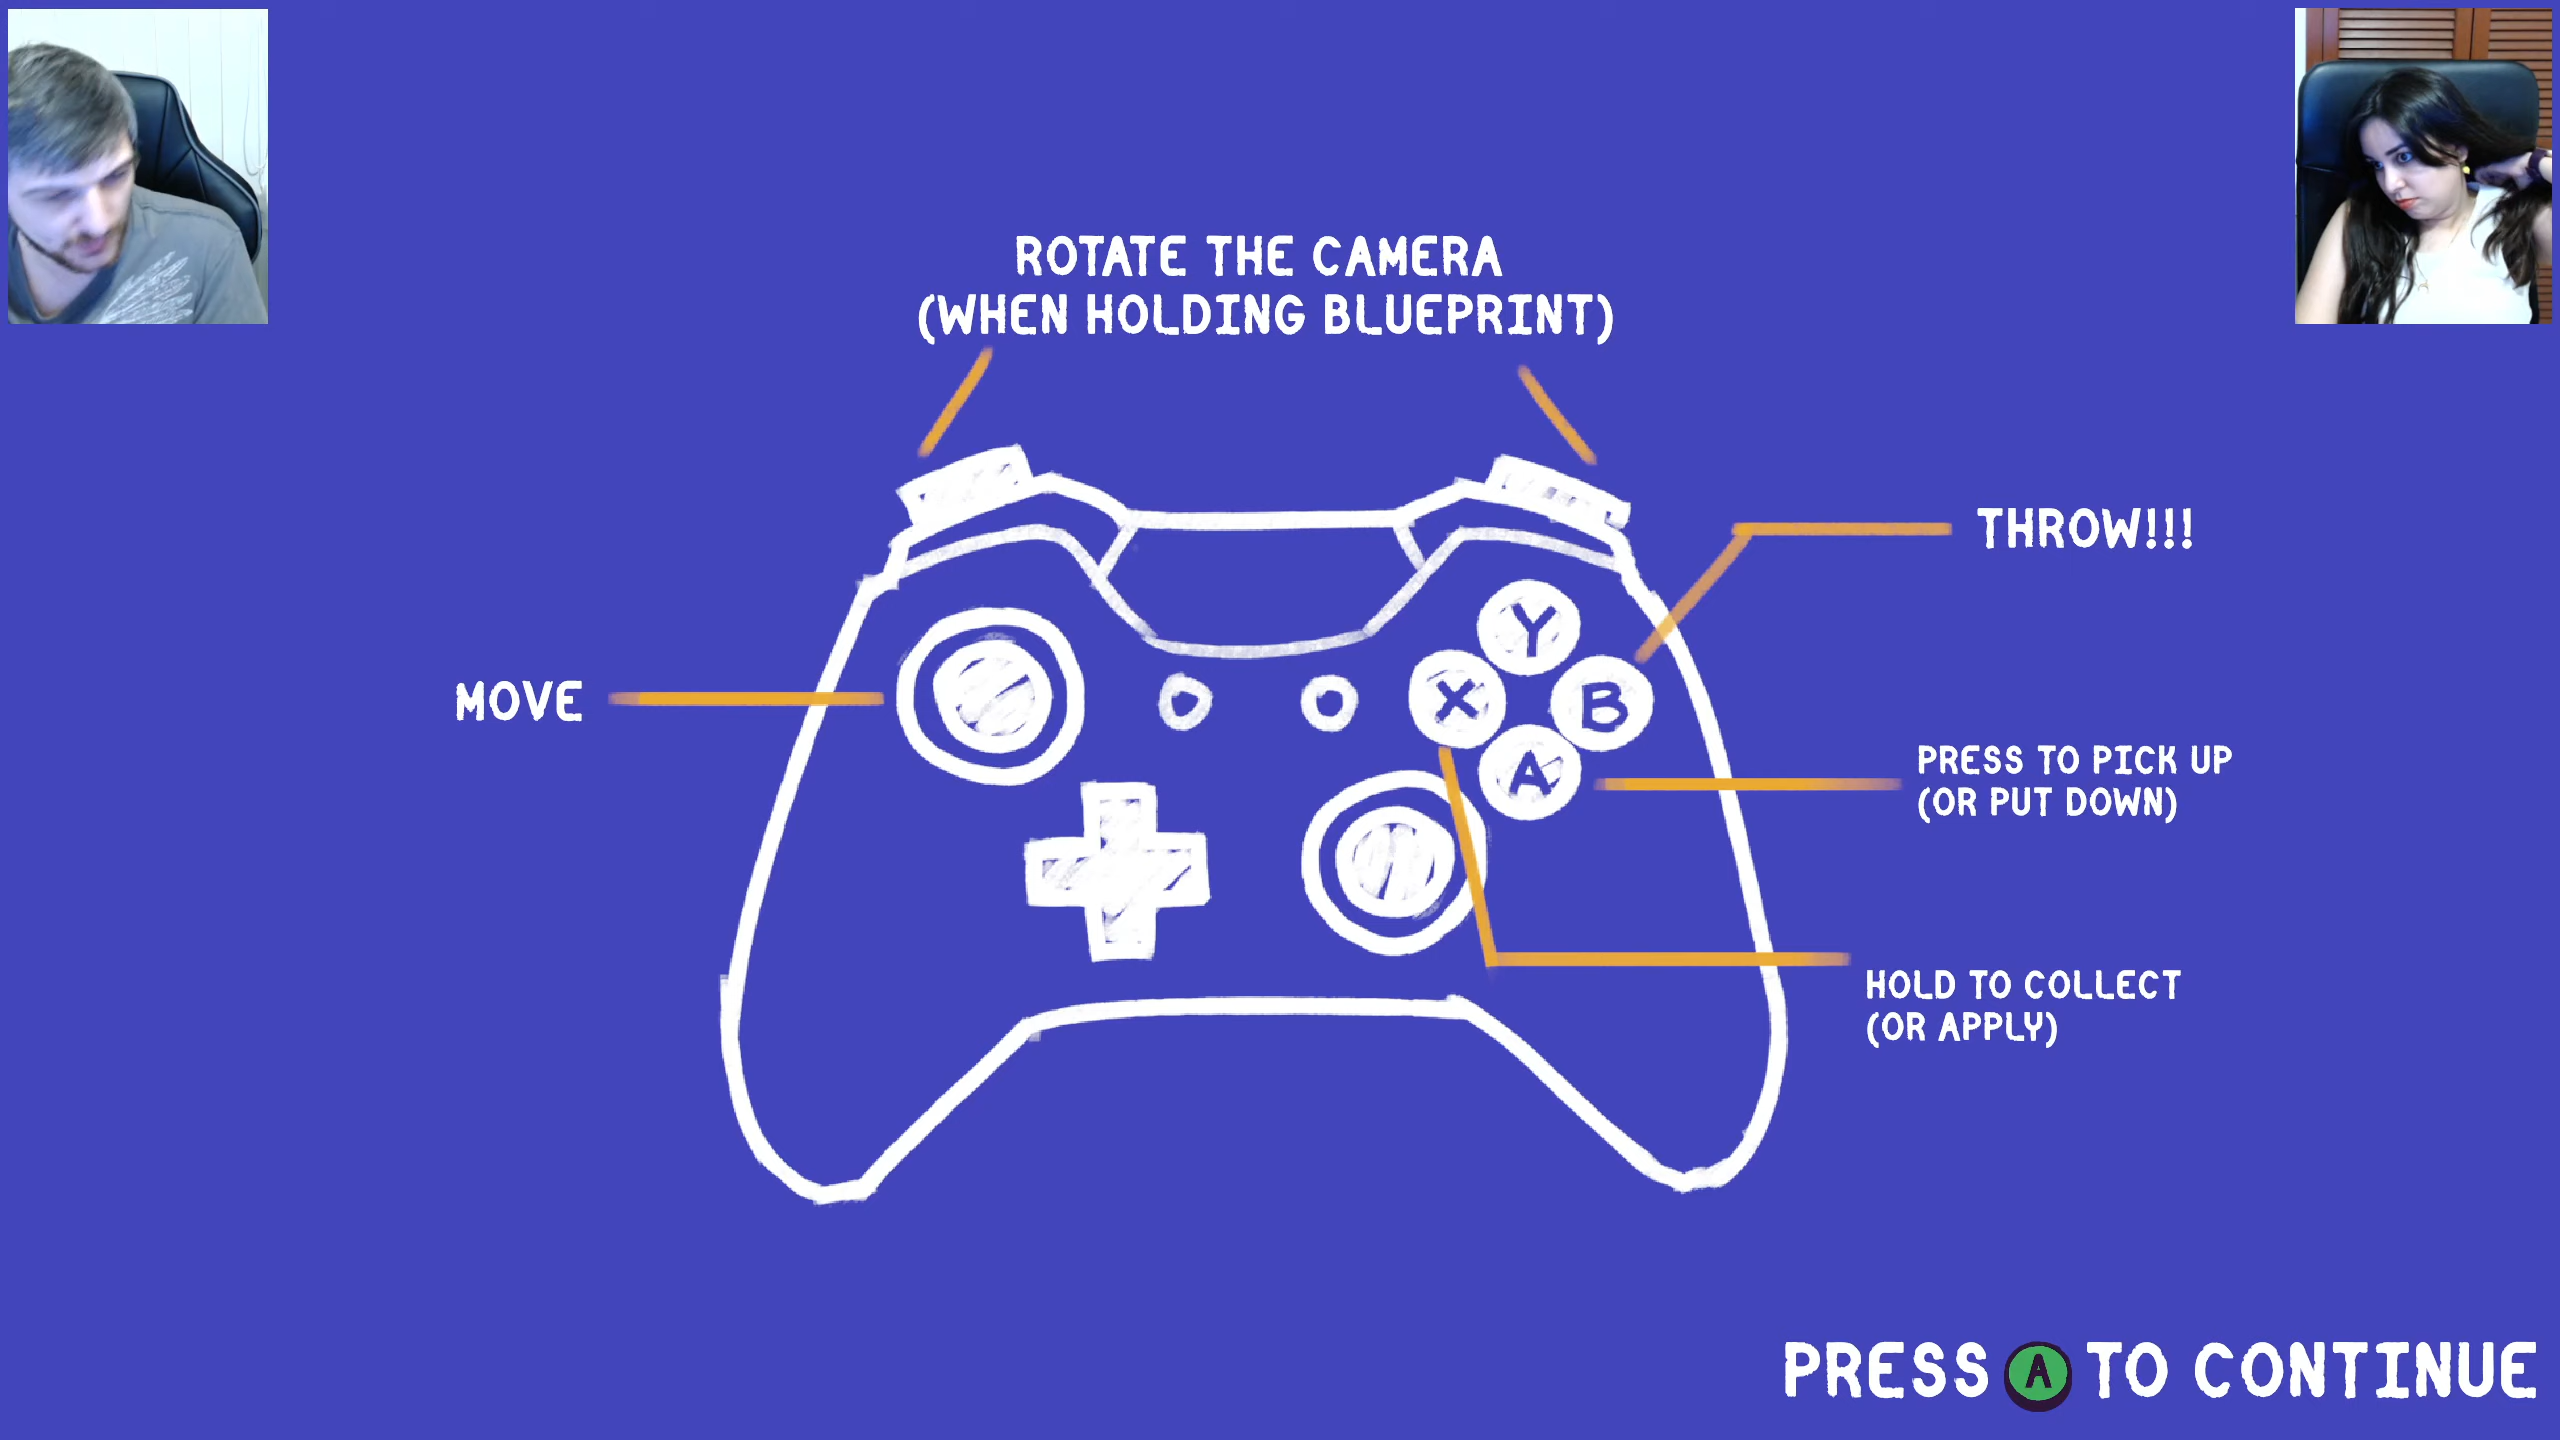 ROTATE THE CAMERA
(WHEN HOLDING BLUEPRINT)
THROW!!!
Y
X
B
A
MOVE
PRESS TO PICK UP
(OR PUT DOWN)
HOLD TO COLLECT
(OR APPLY)
PRESS A TO CONTINUE